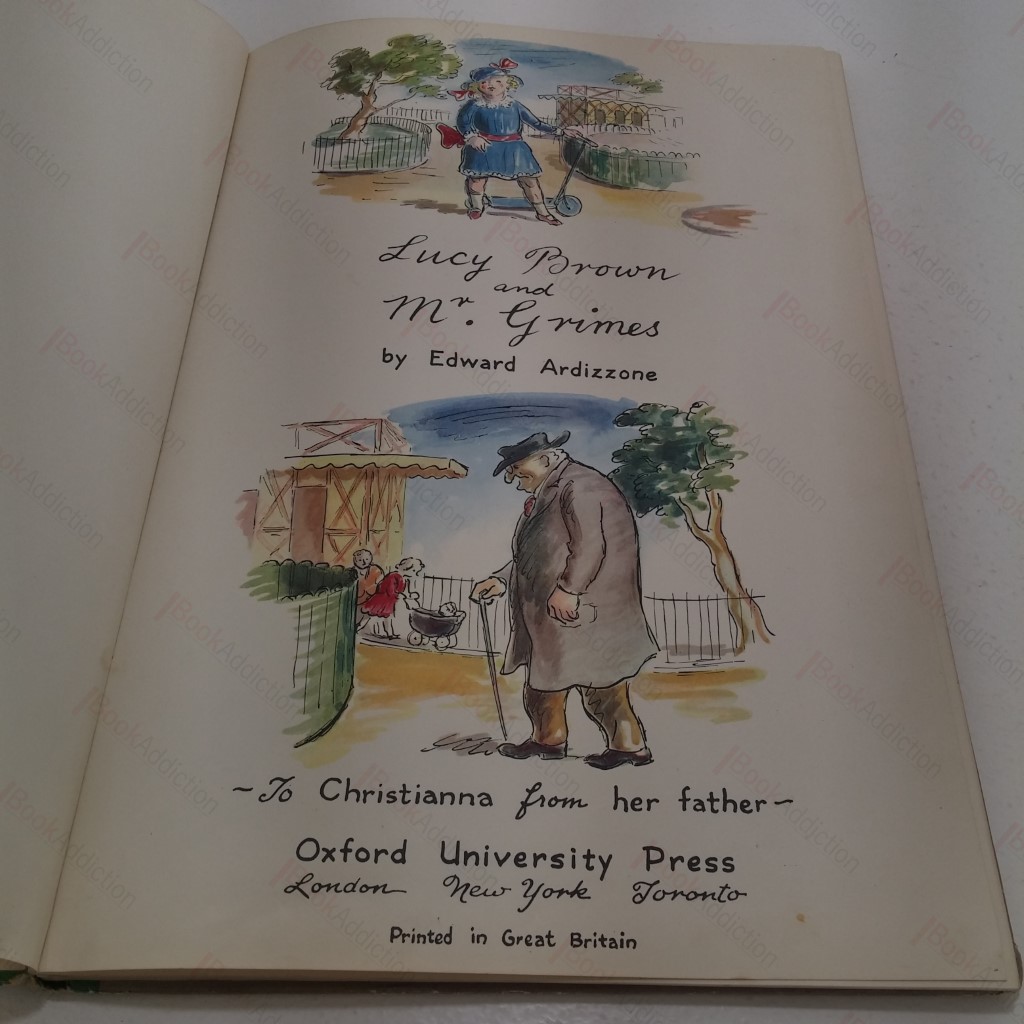 Lucy Brown
and
Mr. Grimes
by Edward Ardizzone
~To Christianna from her father~
Oxford University Press
London New York Toronto
Printed in Great Britain
BookAddiction